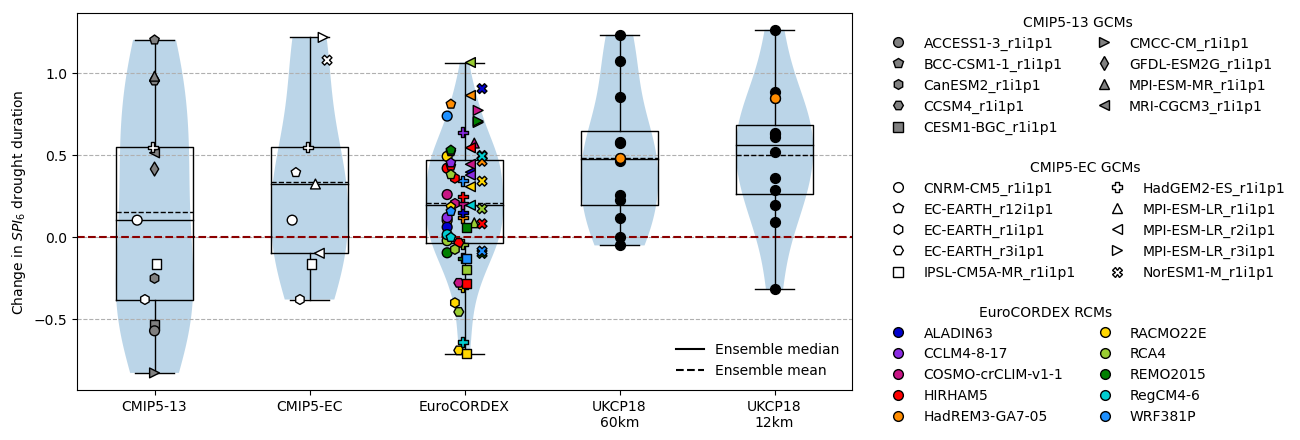 Change in SPI6 drought duration
1.0
0.5
0.0
−0.5
Ensemble median
Ensemble mean
CMIP5-13
CMIP5-EC
EuroCORDEX
UKCP18
60km
UKCP18
12km
CMIP5-13 GCMs
ACCESS1-3_r1i1p1
BCC-CSM1-1_r1i1p1
CanESM2_r1i1p1
CCSM4_r1i1p1
CESM1-BGC_r1i1p1
CMCC-CM_r1i1p1
GFDL-ESM2G_r1i1p1
MPI-ESM-MR_r1i1p1
MRI-CGCM3_r1i1p1
CMIP5-EC GCMs
CNRM-CM5_r1i1p1
EC-EARTH_r12i1p1
EC-EARTH_r1i1p1
EC-EARTH_r3i1p1
IPSL-CM5A-MR_r1i1p1
HadGEM2-ES_r1i1p1
MPI-ESM-LR_r1i1p1
MPI-ESM-LR_r2i1p1
MPI-ESM-LR_r3i1p1
NorESM1-M_r1i1p1
EuroCORDEX RCMs
ALADIN63
CCLM4-8-17
COSMO-crCLIM-v1-1
HIRHAM5
HadREM3-GA7-05
RACMO22E
RCA4
REMO2015
RegCM4-6
WRF381P